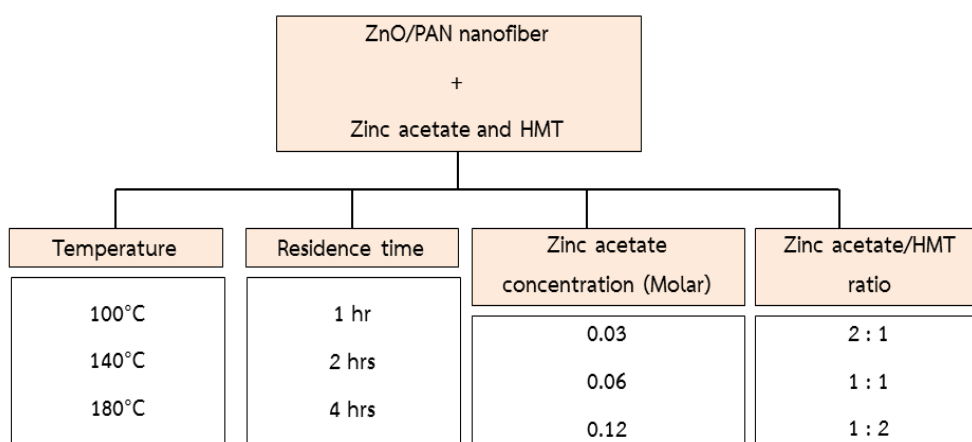 ZnO/PAN nanofiber
+
Zinc acetate and HMT
Temperature
100°C
140°C
180°C
Residence time
1 hr
2 hrs
4 hrs
Zinc acetate
concentration (Molar)
0.03
0.06
0.12
Zinc acetate/HMT
ratio
2 : 1
1 : 1
1 : 2